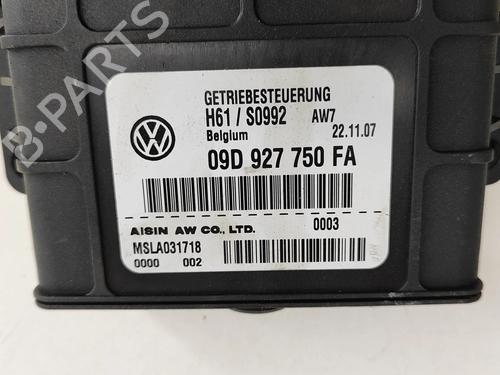 GETRIEBESTEUERUNG
H61 / S0992 AW7
Belgium 22.11.07
09D 927 750 FA
AISIN AW CO., LTD. 0003
MSLA031718
0000 002
B-PARTS